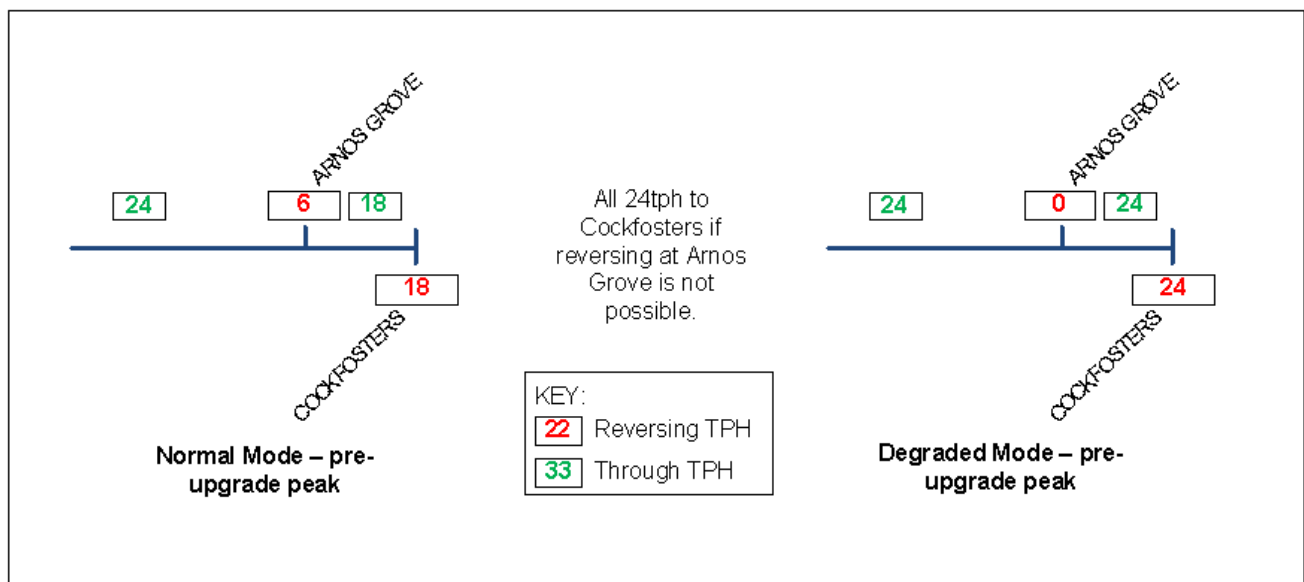 ARNOS GROVE
24
6
18
18
COCKFOSTERS
Normal Mode – pre-
upgrade peak
All 24tph to
Cockfosters if
reversing at Arnos
Grove is not
possible.
KEY:
22 Reversing TPH
33 Through TPH
ARNOS GROVE
24
0
24
24
COCKFOSTERS
Degraded Mode – pre-
upgrade peak